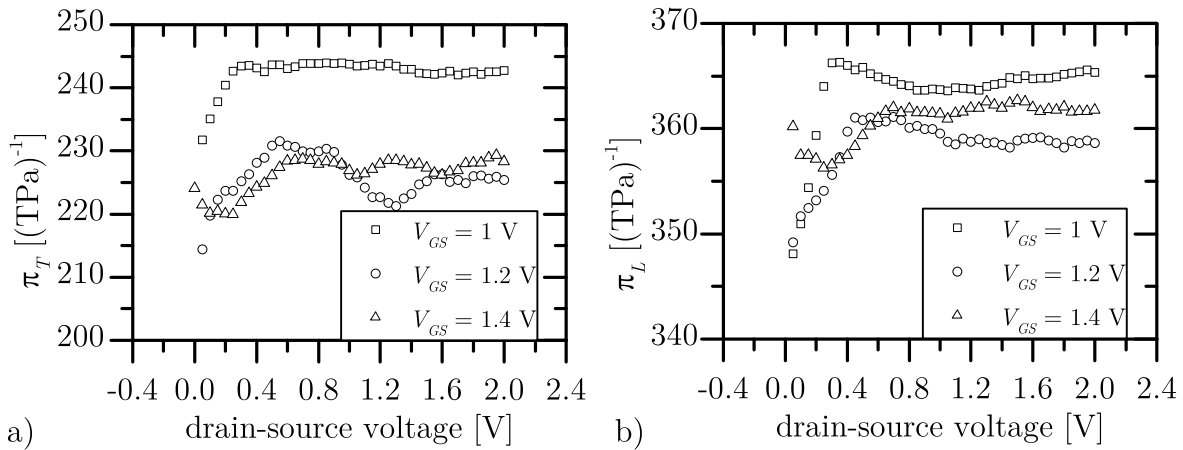 250
240
230
220
210
200
π_T [(TPa)^-1]
V_GS = 1 V
V_GS = 1.2 V
V_GS = 1.4 V
-0.4 0.0 0.4 0.8 1.2 1.6 2.0 2.4
drain-source voltage [V]
a)
370
360
350
340
π_L [(TPa)^-1]
V_GS = 1 V
V_GS = 1.2 V
V_GS = 1.4 V
-0.4 0.0 0.4 0.8 1.2 1.6 2.0 2.4
drain-source voltage [V]
b)